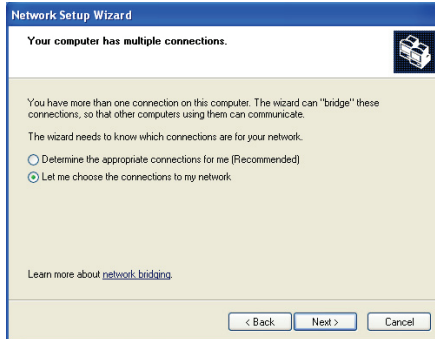 Network Setup Wizard
Your computer has multiple connections.
You have more than one connection on this computer. The wizard can "bridge" these
connections, so that other computers using them can communicate.
The wizard needs to know which connections are for your network.
Determine the appropriate connections for me (Recommended)
Let me choose the connections to my network
Learn more about network bridging.
< Back
Next >
Cancel